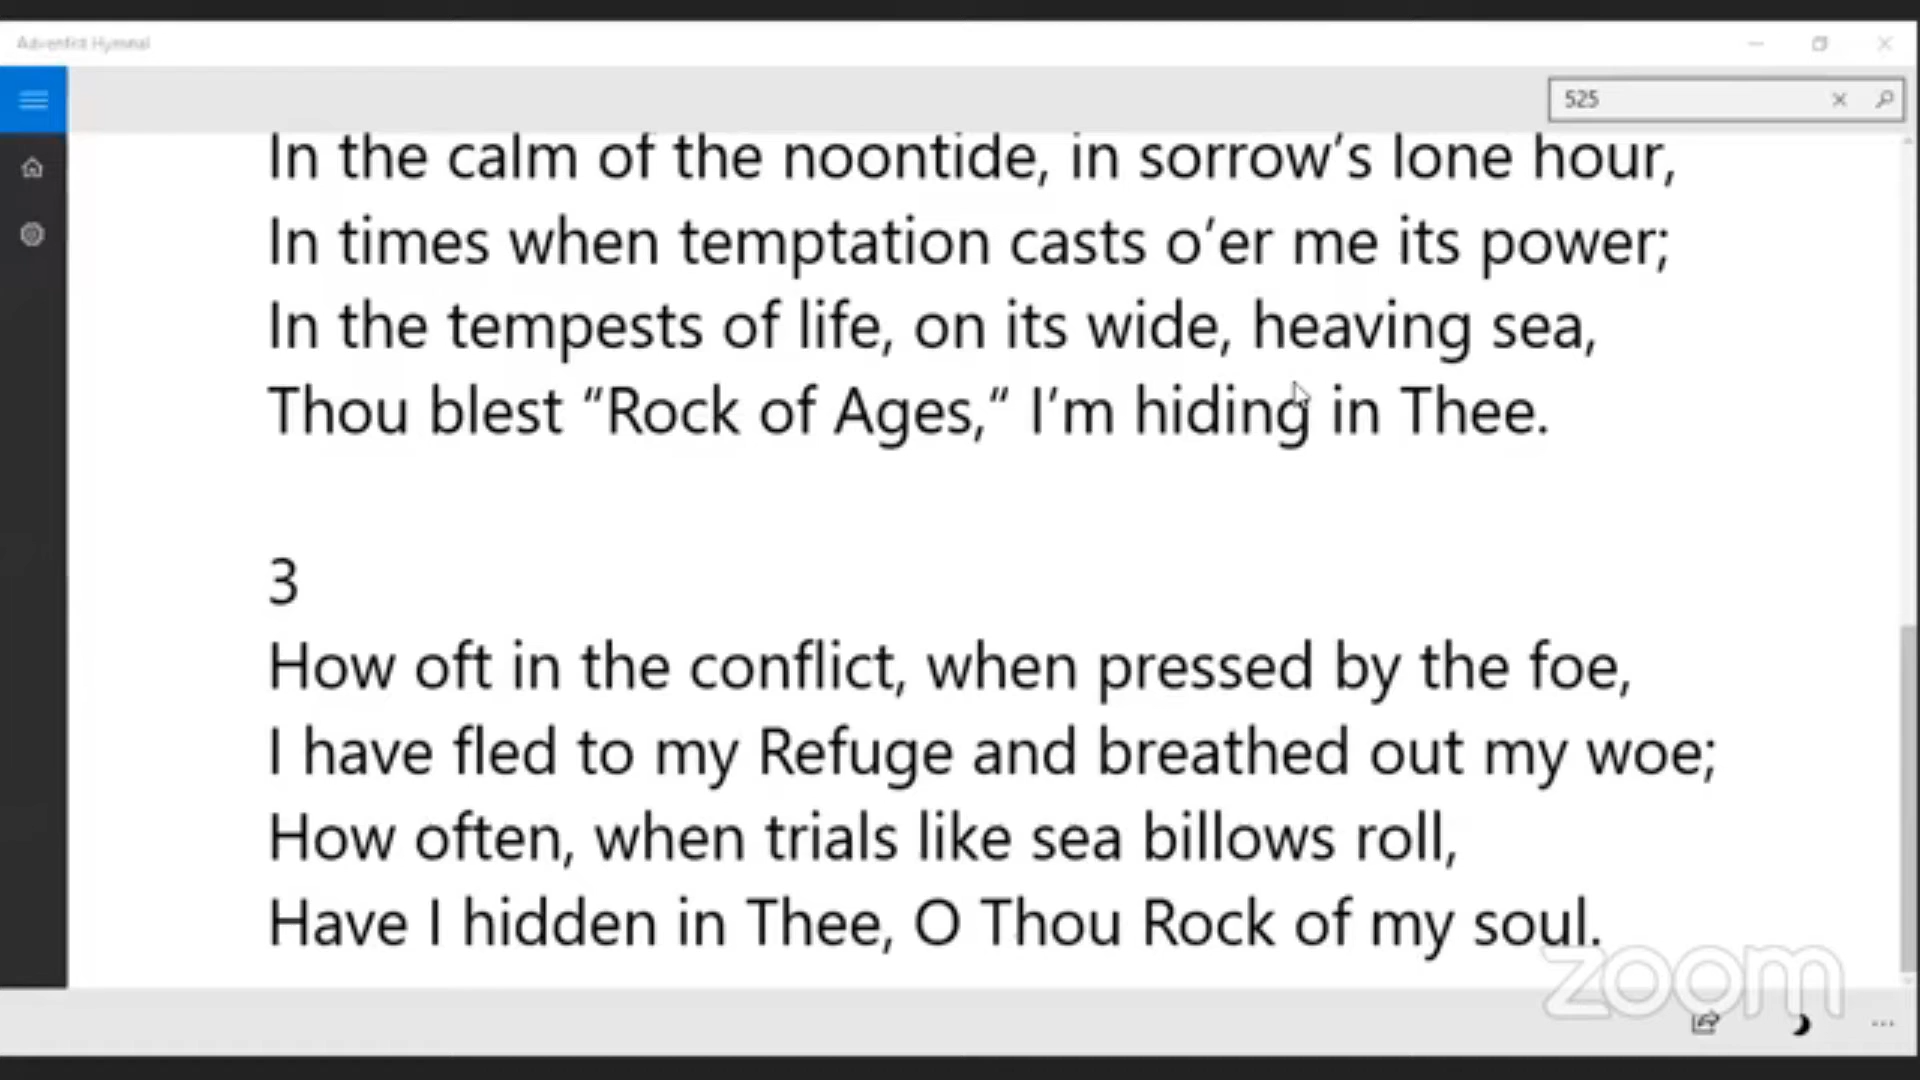 Adventist Hymnal
525
In the calm of the noontide, in sorrow’s lone hour,
In times when temptation casts o’er me its power;
In the tempests of life, on its wide, heaving sea,
Thou blest “Rock of Ages,“ I’m hiding in Thee.
3
How oft in the conflict, when pressed by the foe,
I have fled to my Refuge and breathed out my woe;
How often, when trials like sea billows roll,
Have I hidden in Thee, O Thou Rock of my soul.
zoom